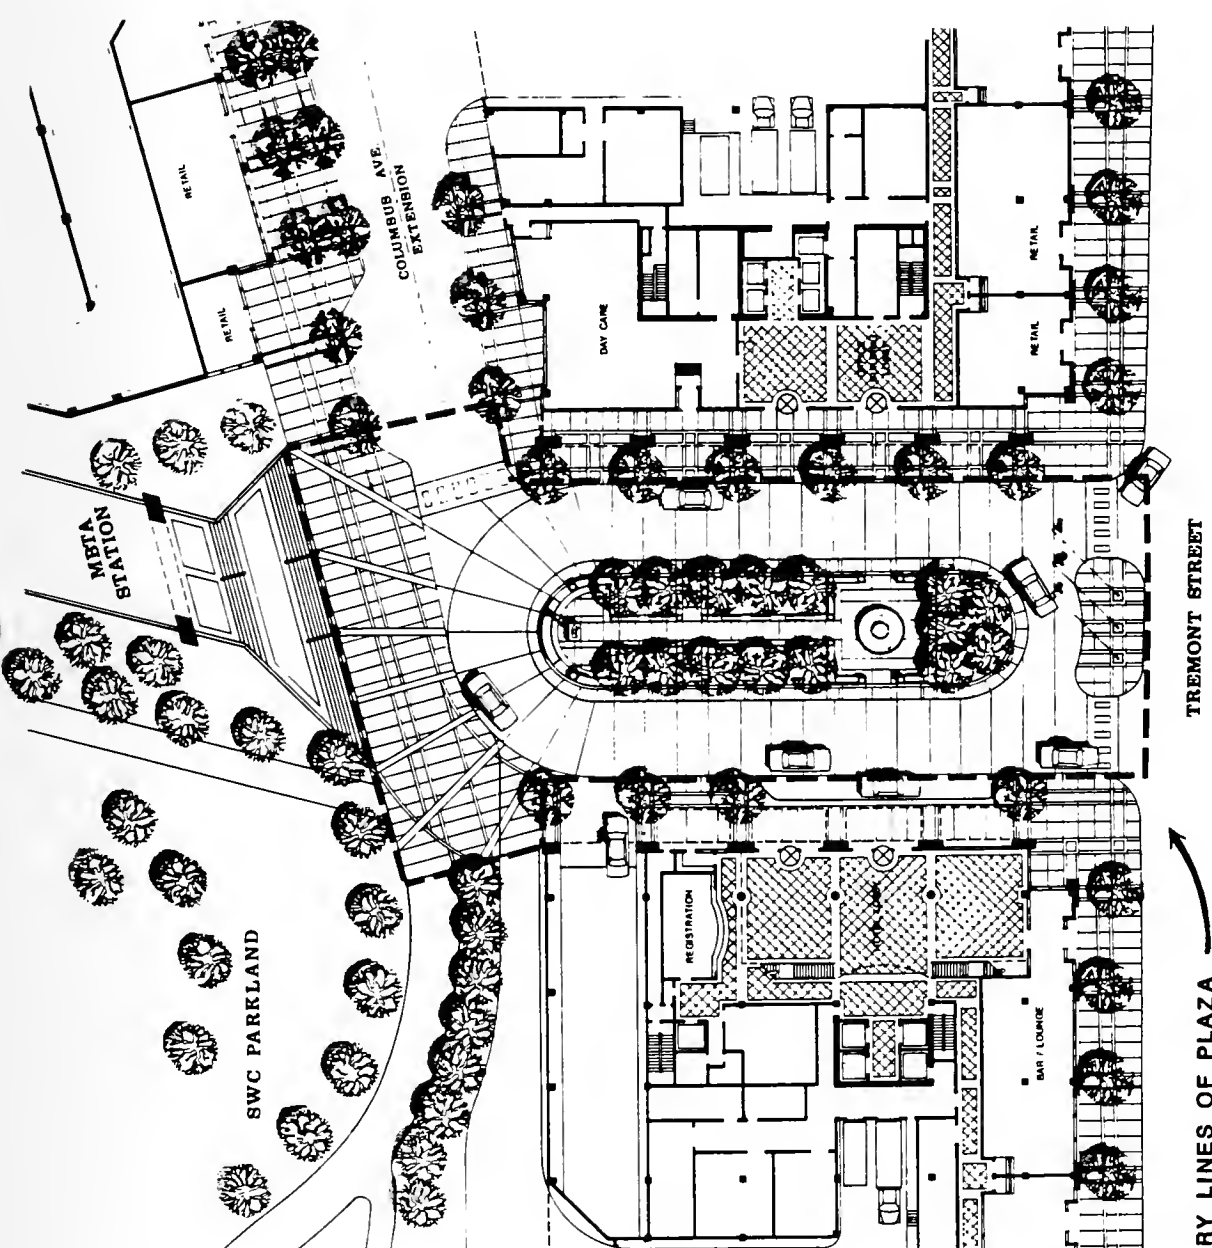 RETAIL
RETAIL
COLUMBUS AVE.
EXTENSION
DAY CARE
RETAIL
RETAIL
MBTA
STATION
TREMONT STREET
REGISTRATION
BAR / LOUNGE
SWC PARKLAND
RY LINES OF PLAZA